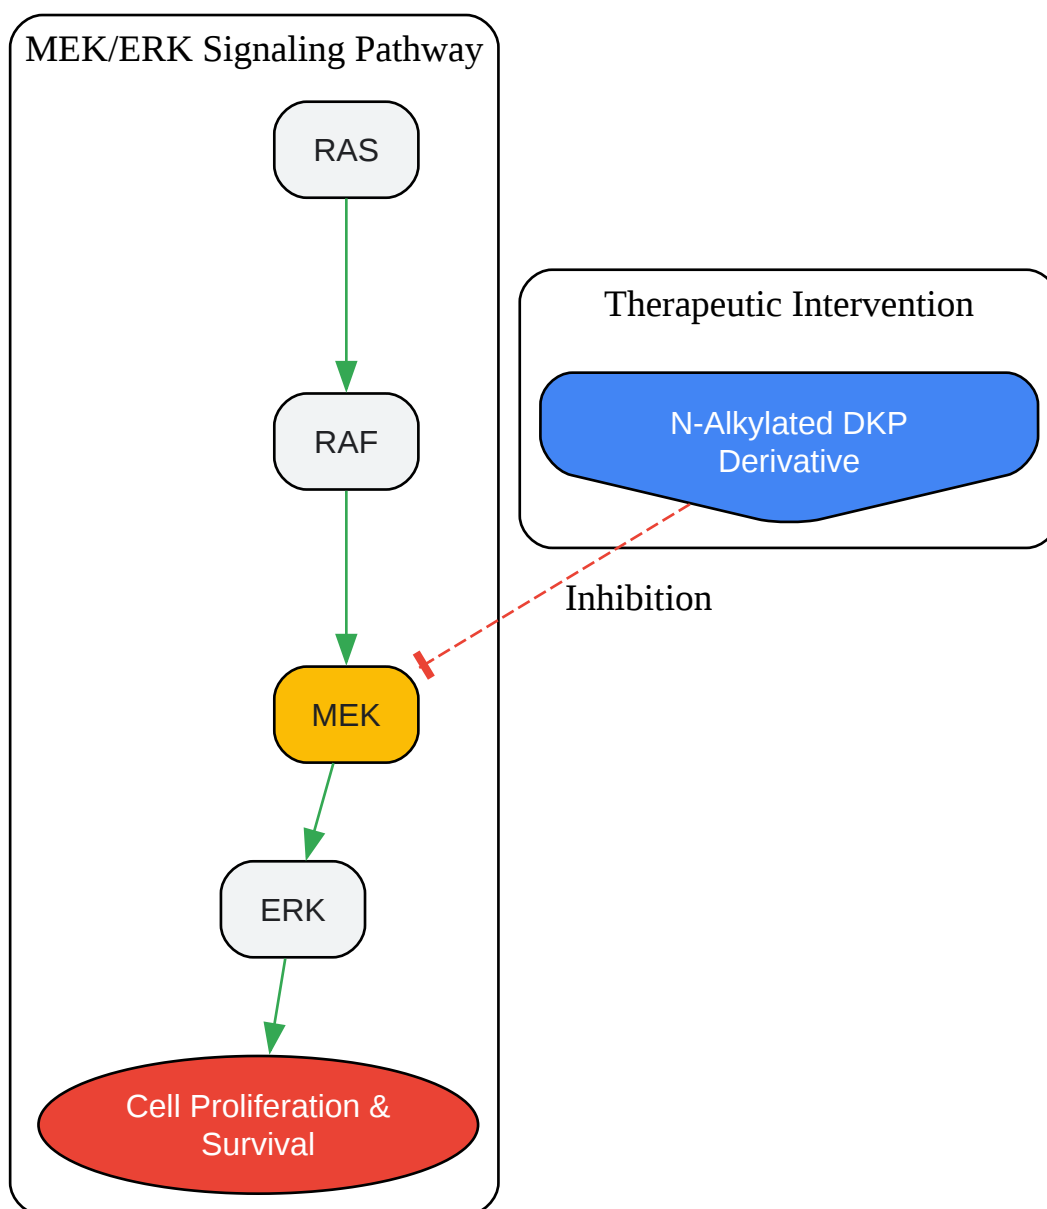 MEK/ERK Signaling Pathway
RAS
RAF
Therapeutic Intervention
N-Alkylated DKP
Derivative
Inhibition
MEK
ERK
Cell Proliferation &
Survival